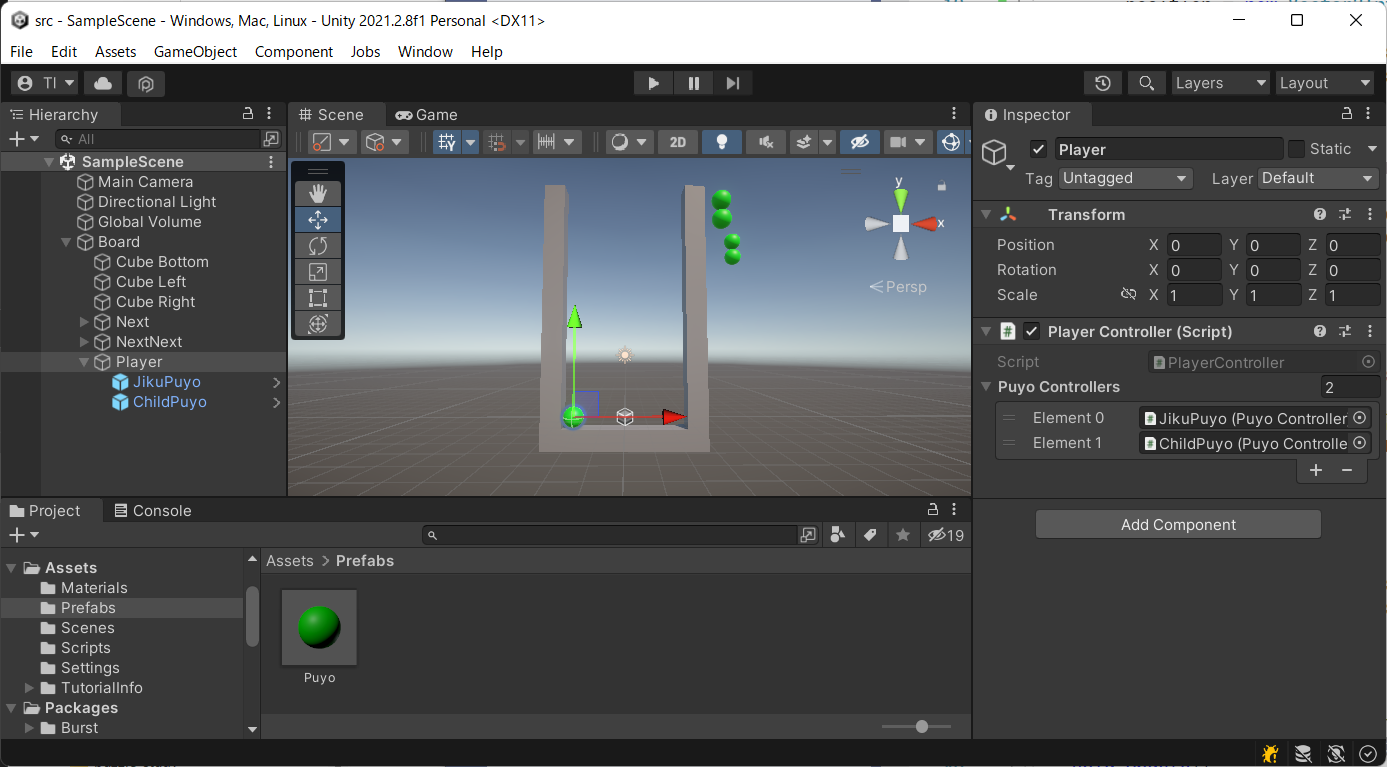 src - SampleScene - Windows, Mac, Linux - Unity 2021.2.8f1 Personal <DX11>
File Edit Assets GameObject Component Jobs Window Help
TI
Layers
Layout
Hierarchy
All
SampleScene
Main Camera
Directional Light
Global Volume
Board
Cube Bottom
Cube Left
Cube Right
Next
NextNext
Player
JikuPuyo
ChildPuyo
Scene Game
2D
y
x
Persp
Inspector
Player Static
Tag Untagged Layer Default
Transform
Position X 0 Y 0 Z 0
Rotation X 0 Y 0 Z 0
Scale X 1 Y 1 Z 1
Player Controller (Script)
Script PlayerController
Puyo Controllers 2
Element 0 JikuPuyo (Puyo Controller
Element 1 ChildPuyo (Puyo Controlle
Add Component
Project Console
19
Assets
Materials
Prefabs
Scenes
Scripts
Settings
TutorialInfo
Packages
Burst
Assets > Prefabs
Puyo